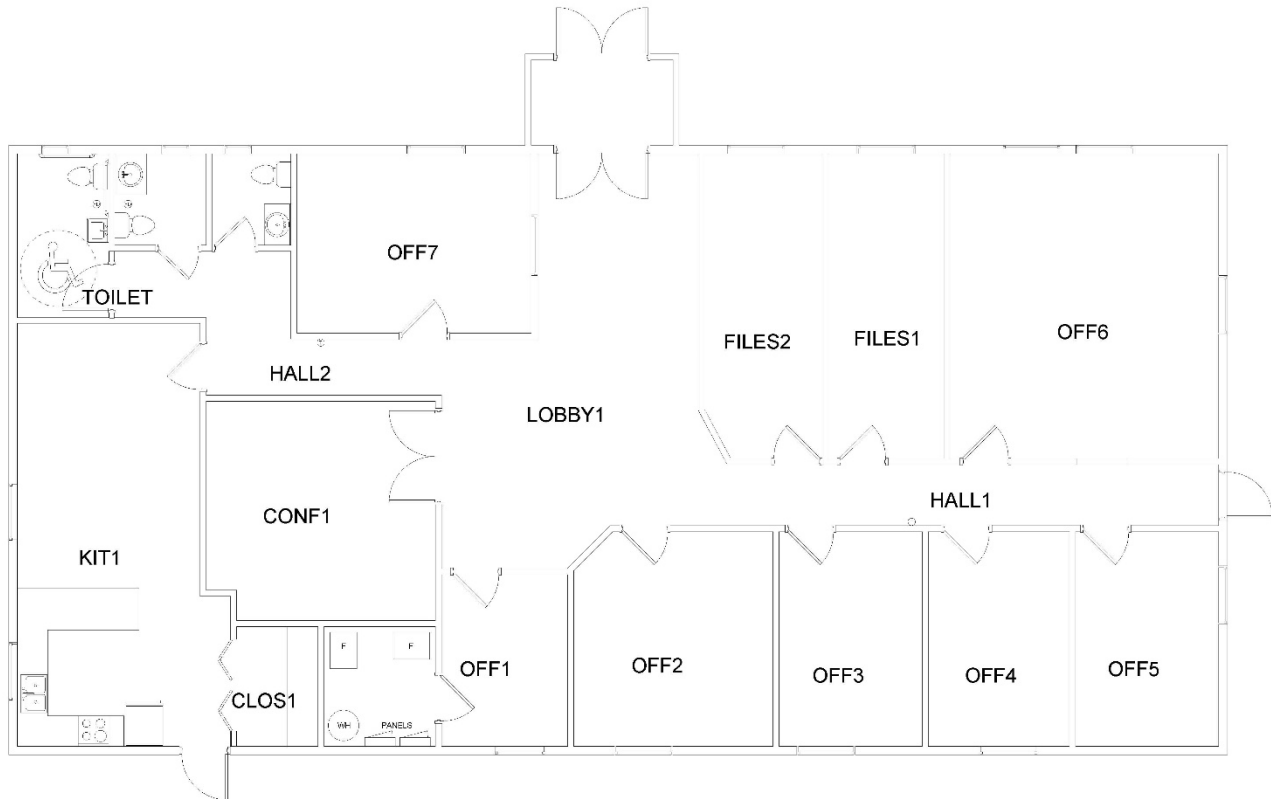 OFF7
TOILET
FILES2
FILES1
OFF6
HALL2
LOBBY1
HALL1
CONF1
KIT1
F
F
OFF1
OFF2
OFF3
OFF4
OFF5
CLOS1
WH
PANELS